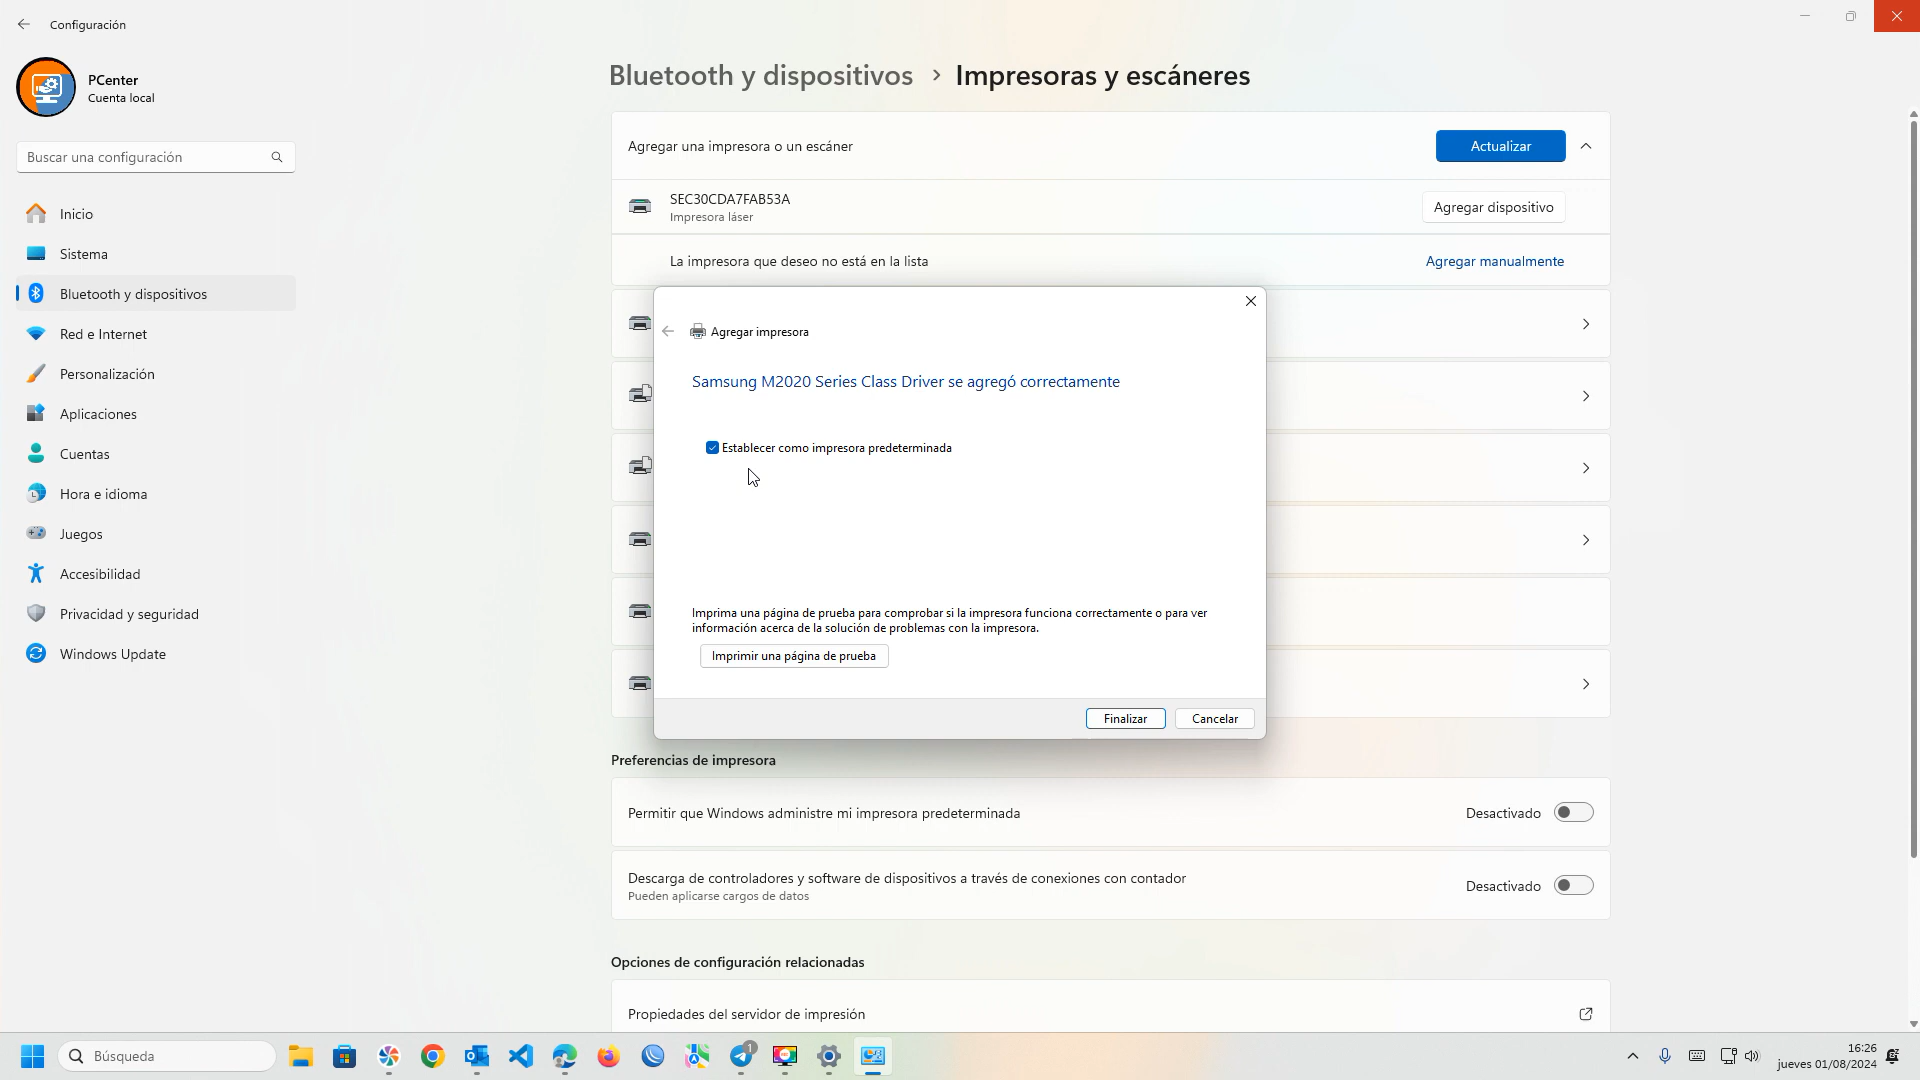 Configuración
PCenter
Cuenta local
Buscar una configuración
Inicio
Sistema
Bluetooth y dispositivos
Red e Internet
Personalización
Aplicaciones
Cuentas
Hora e idioma
Juegos
Accesibilidad
Privacidad y seguridad
Windows Update
Bluetooth y dispositivos › Impresoras y escáneres
Agregar una impresora o un escáner
Actualizar
SEC30CDA7FAB53A
Impresora láser
Agregar dispositivo
La impresora que deseo no está en la lista
Agregar manualmente
Agregar impresora
Samsung M2020 Series Class Driver se agregó correctamente
Establecer como impresora predeterminada
Imprima una página de prueba para comprobar si la impresora funciona correctamente o para ver
información acerca de la solución de problemas con la impresora.
Imprimir una página de prueba
Finalizar
Cancelar
Preferencias de impresora
Permitir que Windows administre mi impresora predeterminada
Desactivado
Descarga de controladores y software de dispositivos a través de conexiones con contador
Pueden aplicarse cargos de datos
Desactivado
Opciones de configuración relacionadas
Propiedades del servidor de impresión
Búsqueda
1
16:26
jueves 01/08/2024